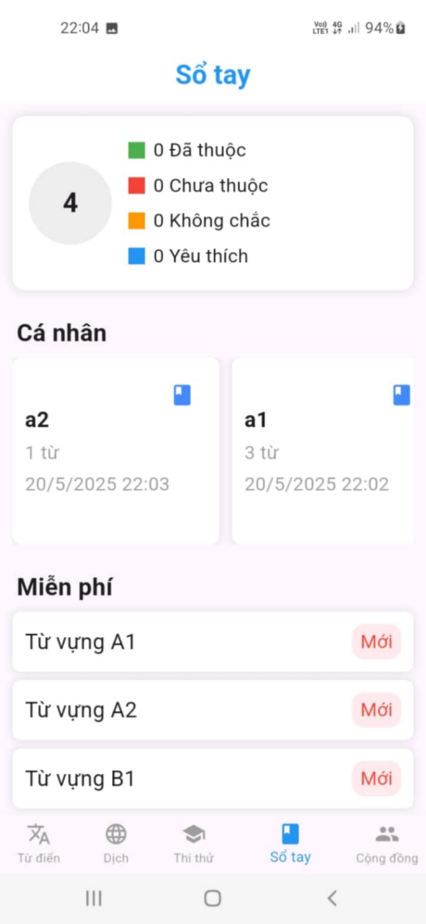 22:04
Vo) 4G
LTE1 94%
Sổ tay
4
0 Đã thuộc
0 Chưa thuộc
0 Không chắc
0 Yêu thích
Cá nhân
a2
1 từ
20/5/2025 22:03
a1
3 từ
20/5/2025 22:02
Miễn phí
Từ vựng A1 Mới
Từ vựng A2 Mới
Từ vựng B1 Mới
Từ điển Dịch Thi thử Sổ tay Cộng đồng